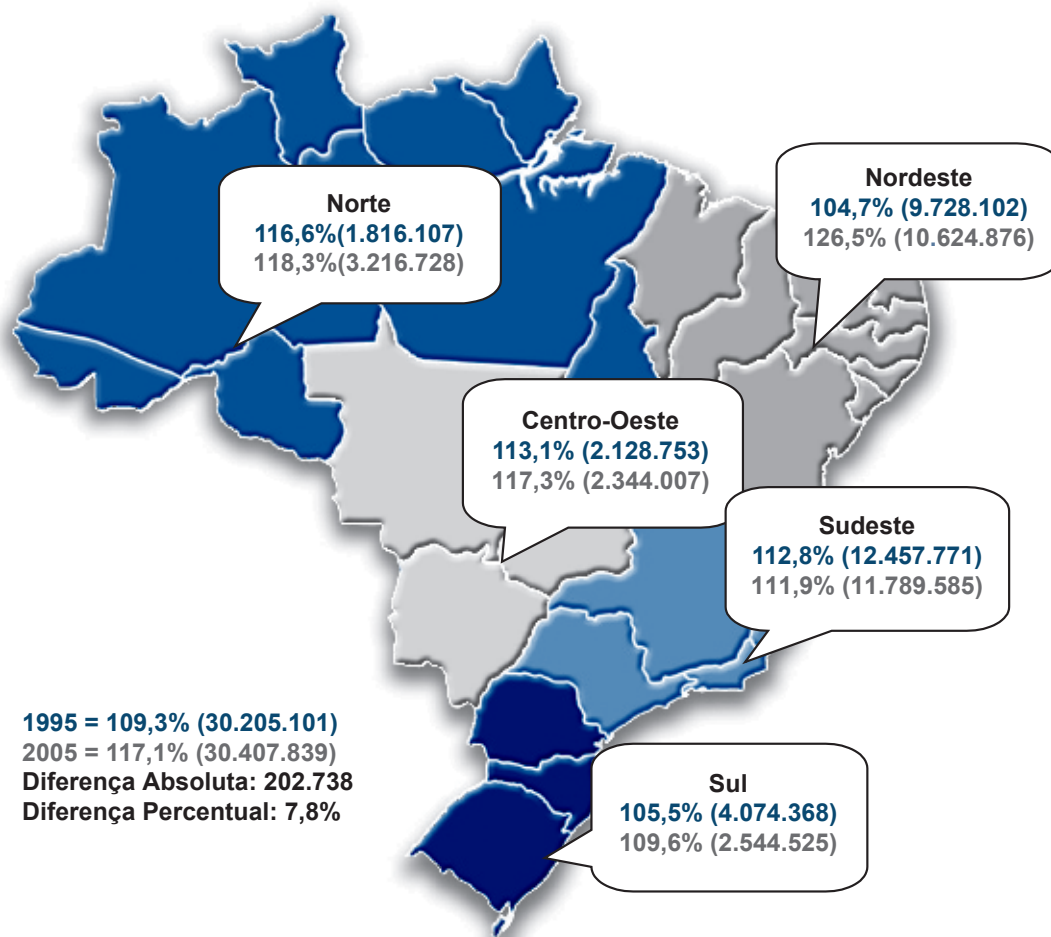 Norte
116,6%(1.816.107)
118,3%(3.216.728)
Nordeste
104,7% (9.728.102)
126,5% (10.624.876)
Centro-Oeste
113,1% (2.128.753)
117,3% (2.344.007)
Sudeste
112,8% (12.457.771)
111,9% (11.789.585)
1995 = 109,3% (30.205.101)
2005 = 117,1% (30.407.839)
Diferença Absoluta: 202.738
Diferença Percentual: 7,8%
Sul
105,5% (4.074.368)
109,6% (2.544.525)